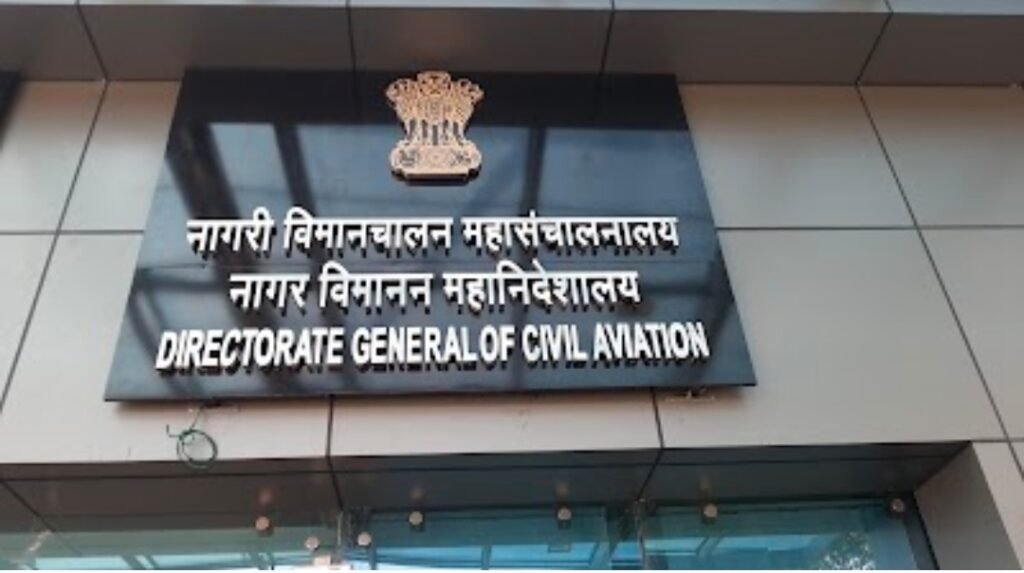 नागरी विमानचालन महासंचालनालय
नागर विमानन महानिदेशालय
DIRECTORATE GENERAL OF CIVIL AVIATION